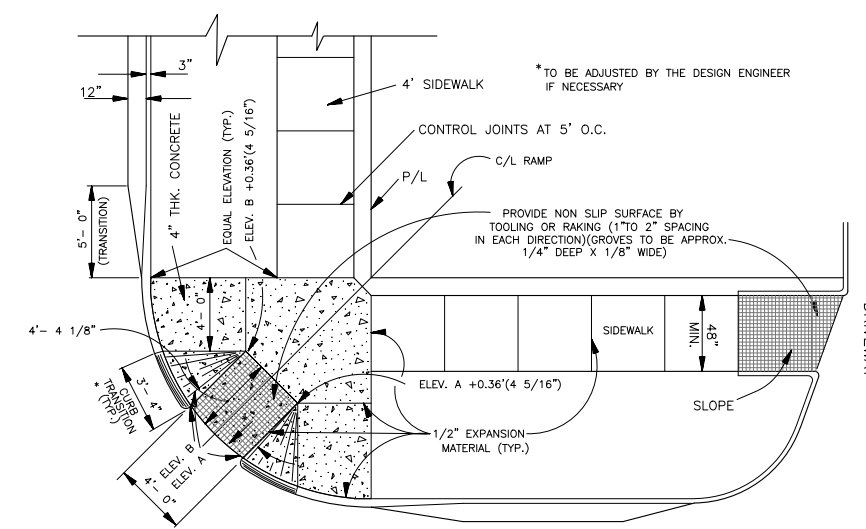 3"
12"
4' SIDEWALK
*TO BE ADJUSTED BY THE DESIGN ENGINEER
IF NECESSARY
4" THK. CONCRETE
EQUAL ELEVATION (TYP.)
ELEV. B +0.36'(4 5/16")
CONTROL JOINTS AT 5' O.C.
C/L RAMP
P/L
5'- 0"
(TRANSITION)
PROVIDE NON SLIP SURFACE BY
TOOLING OR RAKING (1"TO 2" SPACING
IN EACH DIRECTION)(GROVES TO BE APPROX.
1/4" DEEP X 1/8" WIDE)
4'- 0"
4'- 4 1/8"
SIDEWALK
48"
MIN.
3'- 4"
CURB
TRANSITION
* (TYP.)
ELEV. A +0.36'(4 5/16")
SLOPE
1/2" EXPANSION
MATERIAL (TYP.)
ELEV. B
ELEV. A
4'- 0"